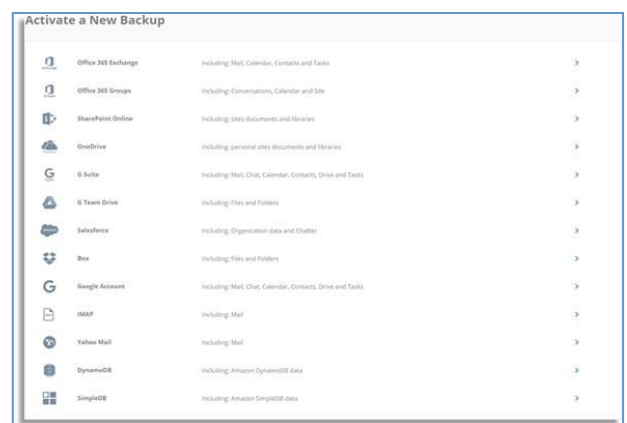 Activate a New Backup
Office 365 Exchange Including: Mail, Calendar, Contacts and Tasks
Office 365 Groups Including: Conversations, Calendar and Site
SharePoint Online Including: sites documents and libraries
OneDrive Including: personal sites documents and libraries
G Suite Including: Mail, Chat, Calendar, Contacts, Drive and Tasks
G Team Drive Including: Files and Folders
Salesforce Including: Organization data and Chatter
Box Including: Files and Folders
Google Account Including: Mail, Chat, Calendar, Contacts, Drive and Tasks
IMAP Including: Mail
Yahoo Mail Including: Mail
DynamoDB Including: Amazon DynamoDB data
SimpleDB Including: Amazon SimpleDB data